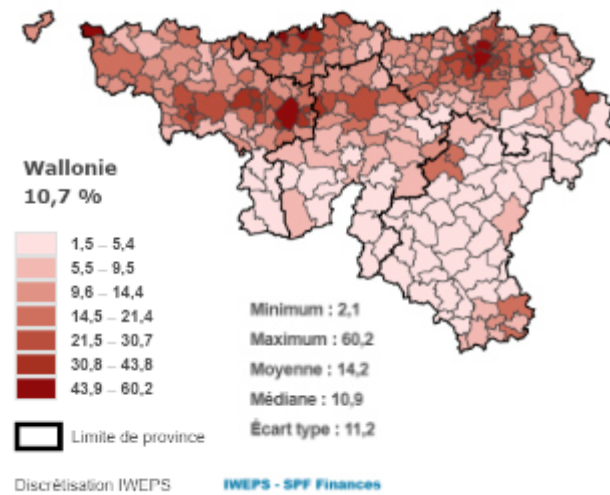 Wallonie
10,7 %
1,5 – 5,4
5,5 – 9,5
9,6 – 14,4
14,5 – 21,4
21,5 – 30,7
30,8 – 43,8
43,9 – 60,2
Limite de province
Minimum : 2,1
Maximum : 60,2
Moyenne : 14,2
Médiane : 10,9
Écart type : 11,2
Discrétisation IWEPS
IWEPS - SPF Finances